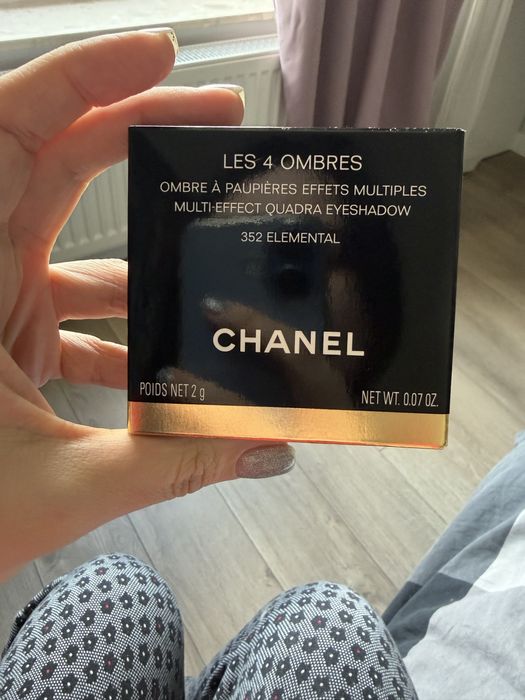 LES 4 OMBRES
OMBRE À PAUPIÈRES EFFETS MULTIPLES
MULTI-EFFECT QUADRA EYESHADOW
352 ELEMENTAL
CHANEL
POIDS NET 2 g
NET WT. 0.07 OZ.